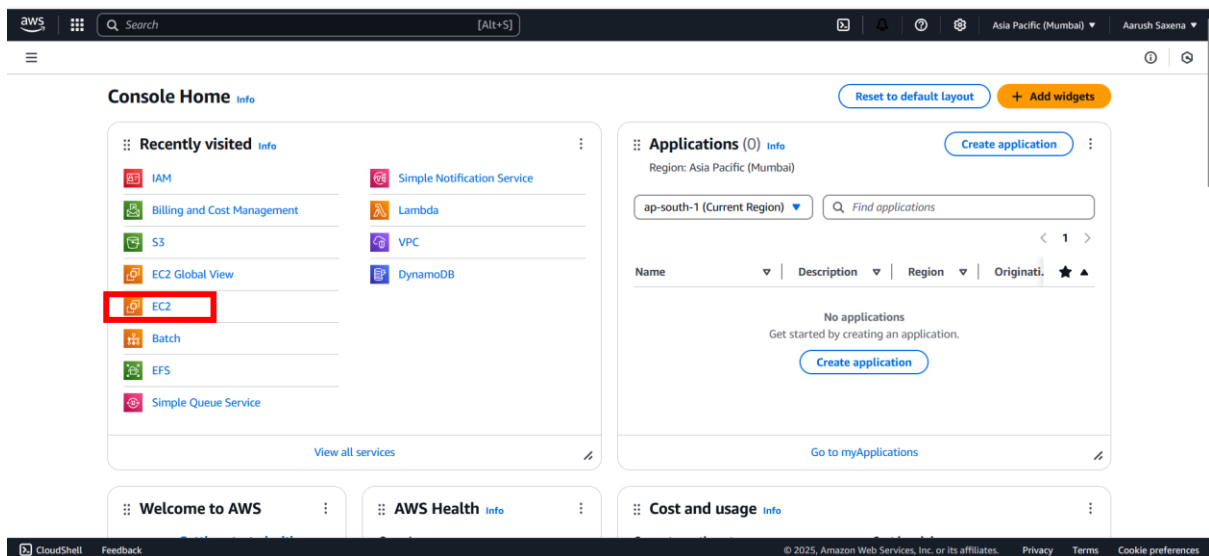 aws Search [Alt+S] Asia Pacific (Mumbai) Aarush Saxena
Console Home Info
Reset to default layout + Add widgets
Recently visited Info
IAM
Billing and Cost Management
S3
EC2 Global View
EC2
Batch
EFS
Simple Queue Service
Simple Notification Service
Lambda
VPC
DynamoDB
View all services
Applications (0) Info
Create application
Region: Asia Pacific (Mumbai)
ap-south-1 (Current Region) Find applications
1
Name Description Region Originati.
No applications
Get started by creating an application.
Create application
Go to myApplications
Welcome to AWS
AWS Health Info
Cost and usage Info
CloudShell Feedback © 2025, Amazon Web Services, Inc. or its affiliates. Privacy Terms Cookie preferences